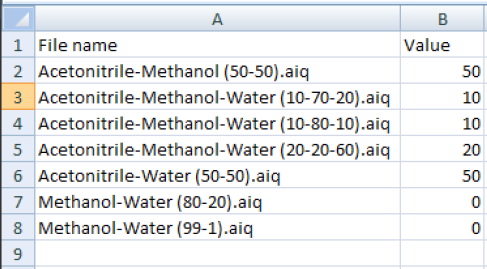 A B
1 File name Value
2 Acetonitrile-Methanol (50-50).aiq 50
3 Acetonitrile-Methanol-Water (10-70-20).aiq 10
4 Acetonitrile-Methanol-Water (10-80-10).aiq 10
5 Acetonitrile-Methanol-Water (20-20-60).aiq 20
6 Acetonitrile-Water (50-50).aiq 50
7 Methanol-Water (80-20).aiq 0
8 Methanol-Water (99-1).aiq 0
9